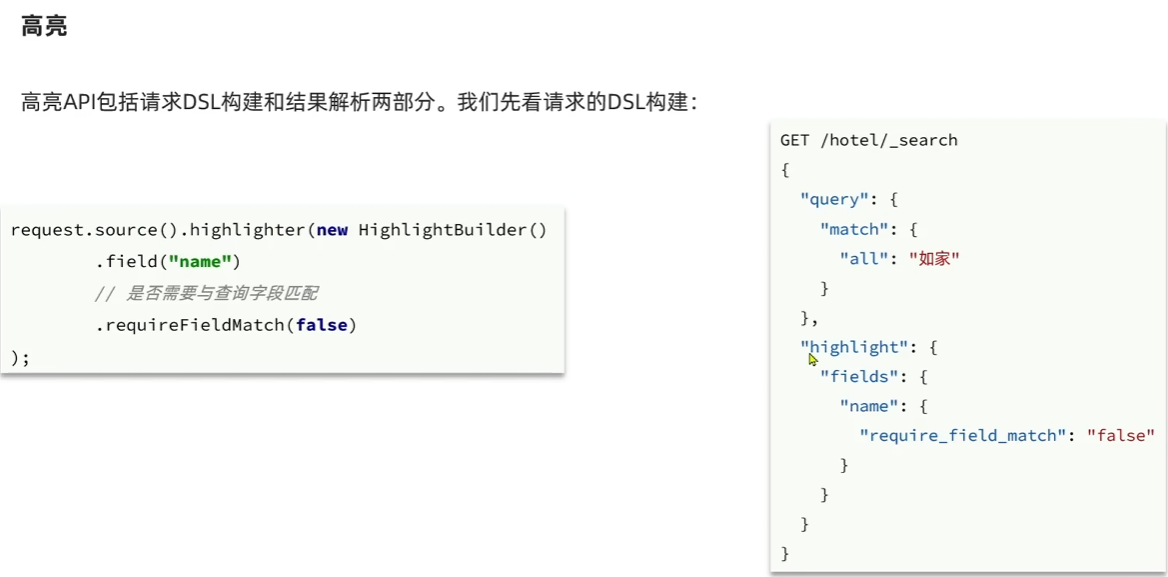 高亮
高亮API包括请求DSL构建和结果解析两部分。我们先看请求的DSL构建：
request.source().highlighter(new HighlightBuilder()
.field("name")
// 是否需要与查询字段匹配
.requireFieldMatch(false)
);
GET /hotel/_search
{
"query": {
"match": {
"all": "如家"
}
},
"highlight": {
"fields": {
"name": {
"require_field_match": "false"
}
}
}
}